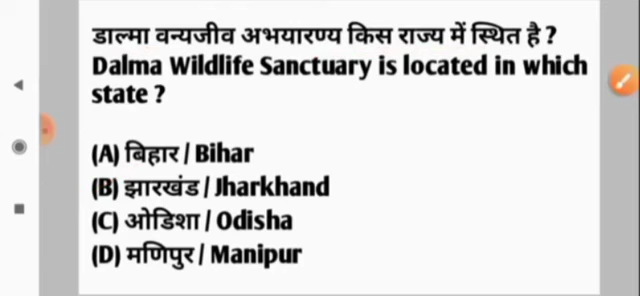 डाल्मा वन्यजीव अभयारण्य किस राज्य में स्थित है ?
Dalma Wildlife Sanctuary is located in which
state ?
(A) बिहार / Bihar
(B) झारखंड / Jharkhand
(C) ओडिशा / Odisha
(D) मणिपुर / Manipur